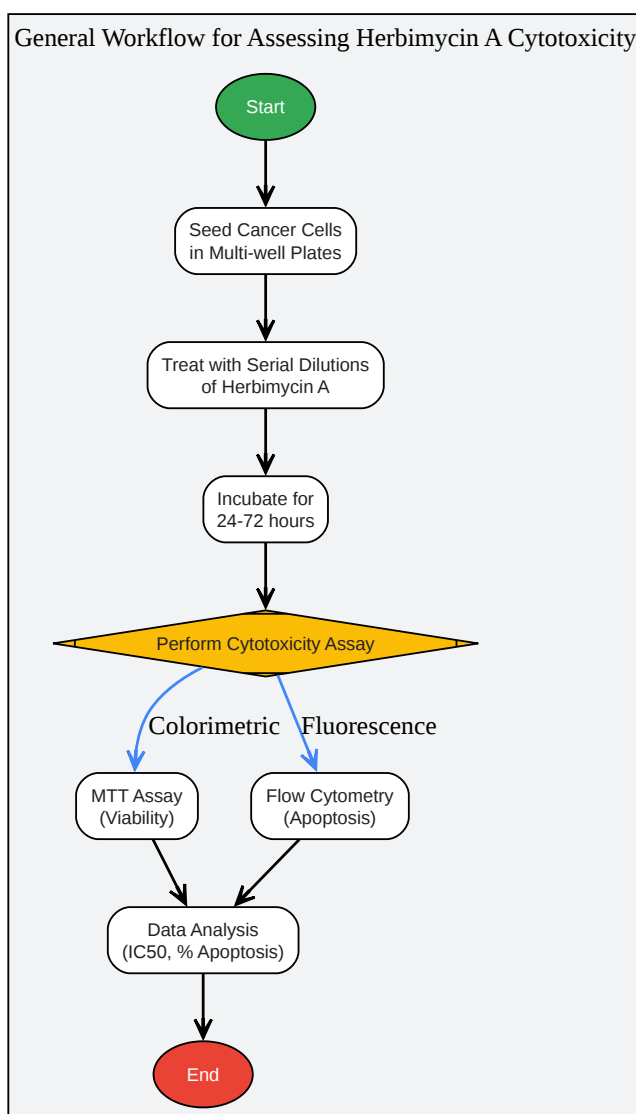 General Workflow for Assessing Herbimycin A Cytotoxicity
Start
Seed Cancer Cells
in Multi-well Plates
Treat with Serial Dilutions
of Herbimycin A
Incubate for
24-72 hours
Perform Cytotoxicity Assay
Colorimetric
Fluorescence
MTT Assay
(Viability)
Flow Cytometry
(Apoptosis)
Data Analysis
(IC50, % Apoptosis)
End